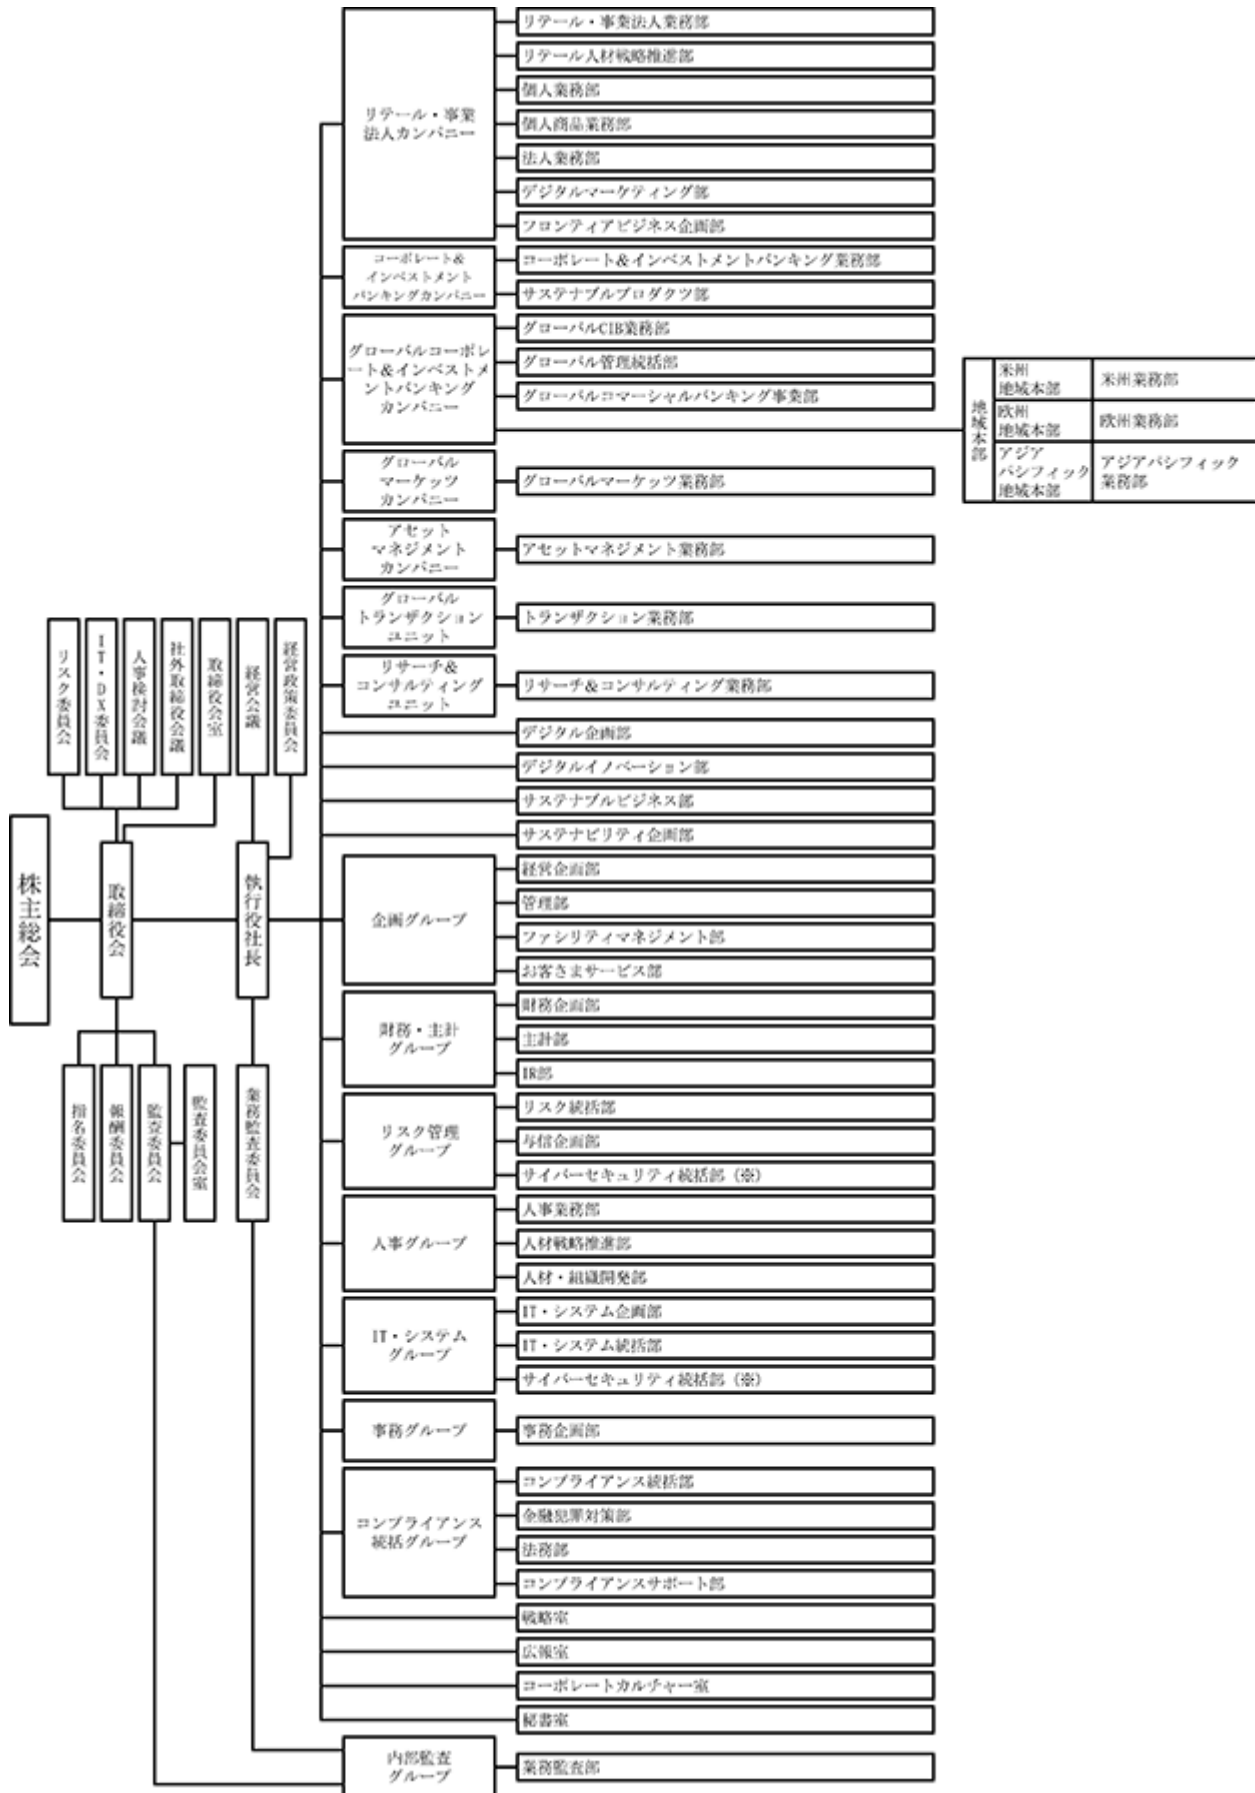 リテール・事業
法人カンパニー
リテール・事業法人業務部
リテール人材戦略推進部
個人業務部
個人商品業務部
法人業務部
デジタルマーケティング部
フロンティアビジネス企画部
コーポレート&
インベストメント
バンキングカンパニー
コーポレート&インベストメントバンキング業務部
サステナブルプロダクツ部
グローバルコーポレ
ート&インベストメ
ントバンキング
カンパニー
グローバルCIB業務部
グローバル管理統括部
グローバルコマーシャルバンキング事業部
地域本部
米州
地域本部
米州業務部
欧州
地域本部
欧州業務部
アジア
パシフィック
地域本部
アジアパシフィック
業務部
グローバル
マーケッツ
カンパニー
グローバルマーケッツ業務部
アセット
マネジメント
カンパニー
アセットマネジメント業務部
グローバル
トランザクション
ユニット
トランザクション業務部
リサーチ&
コンサルティング
ユニット
リサーチ&コンサルティング業務部
デジタル企画部
デジタルイノベーション部
サステナブルビジネス部
サステナビリティ企画部
リスク委員会
IT・DX委員会
人事検討会議
社外取締役会議
取締役会室
経営会議
経営政策委員会
株主総会
取締役会
執行役社長
指名委員会
報酬委員会
監査委員会
監査委員会室
業務監査委員会
企画グループ
経営企画部
管理部
ファシリティマネジメント部
お客さまサービス部
財務・主計
グループ
財務企画部
主計部
IR部
リスク管理
グループ
リスク統括部
与信企画部
サイバーセキュリティ統括部（※）
人事グループ
人事業務部
人材戦略推進部
人材・組織開発部
IT・システム
グループ
IT・システム企画部
IT・システム統括部
サイバーセキュリティ統括部（※）
事務グループ
事務企画部
コンプライアンス
統括グループ
コンプライアンス統括部
金融犯罪対策部
法務部
コンプライアンスサポート部
戦略室
広報室
コーポレートカルチャー室
秘書室
内部監査
グループ
業務監査部